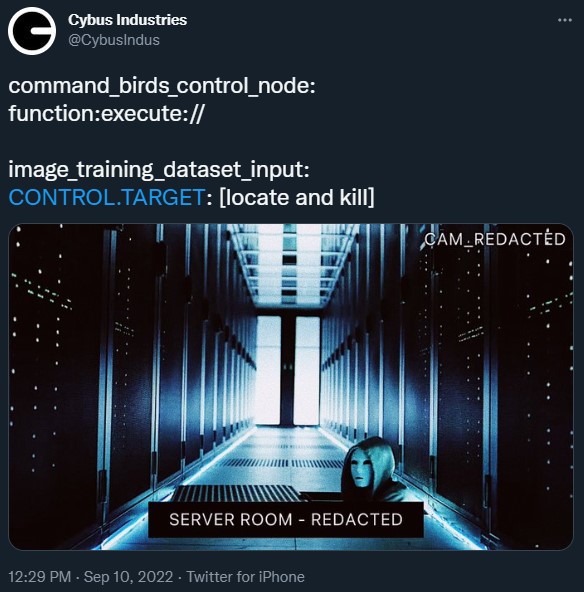 Cybus Industries
@CybusIndus
command_birds_control_node:
function:execute://
image_training_dataset_input:
CONTROL.TARGET: [locate and kill]
CAM_REDACTED
SERVER ROOM - REDACTED
12:29 PM · Sep 10, 2022 · Twitter for iPhone